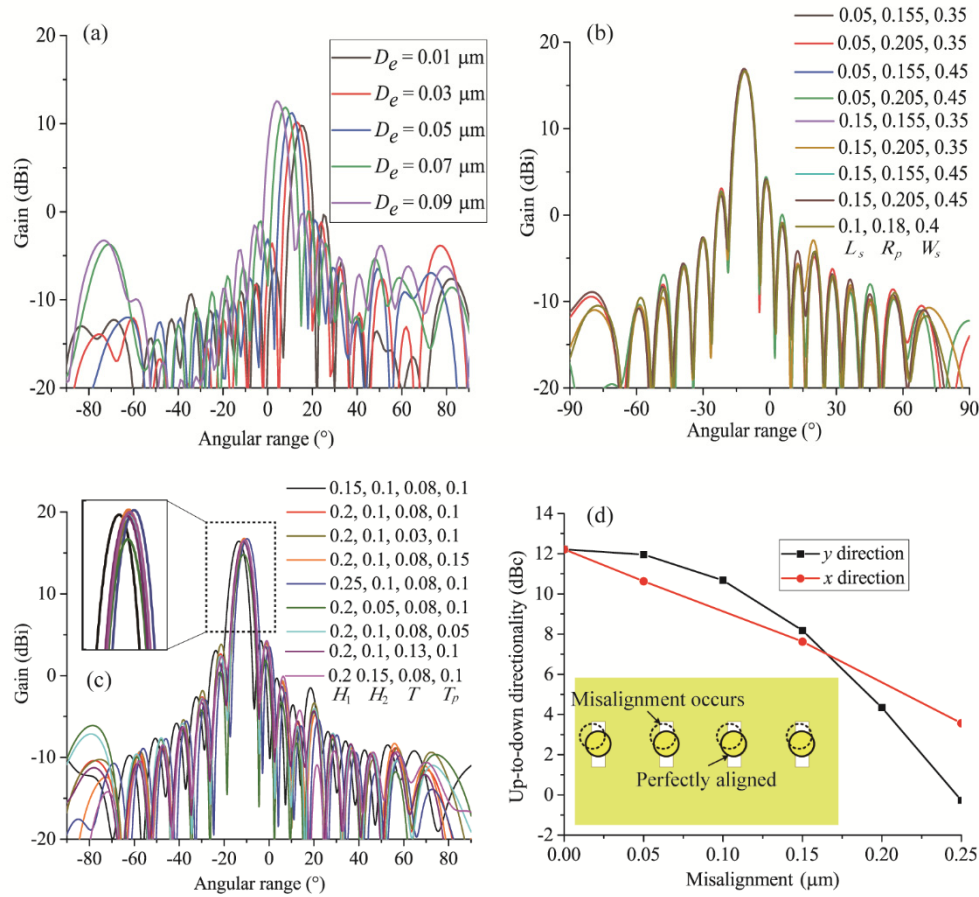 (a)
D_e = 0.01 μm
D_e = 0.03 μm
D_e = 0.05 μm
D_e = 0.07 μm
D_e = 0.09 μm
20
10
0
-10
-20
Gain (dBi)
-80 -60 -40 -20 0 20 40 60 80
Angular range (°)
(b)
0.05, 0.155, 0.35
0.05, 0.205, 0.35
0.05, 0.155, 0.45
0.05, 0.205, 0.45
0.15, 0.155, 0.35
0.15, 0.205, 0.35
0.15, 0.155, 0.45
0.15, 0.205, 0.45
0.1, 0.18, 0.4
L_s R_p W_s
20
10
0
-10
-20
Gain (dBi)
-90 -60 -30 0 30 60 90
Angular range (°)
(c)
0.15, 0.1, 0.08, 0.1
0.2, 0.1, 0.08, 0.1
0.2, 0.1, 0.03, 0.1
0.2, 0.1, 0.08, 0.15
0.25, 0.1, 0.08, 0.1
0.2, 0.05, 0.08, 0.1
0.2, 0.1, 0.08, 0.05
0.2, 0.1, 0.13, 0.1
0.2 0.15, 0.08, 0.1
H_1 H_2 T T_p
20
10
0
-10
-20
Gain (dBi)
-80 -60 -40 -20 0 20 40 60 80
Angular range (°)
(d)
y direction
x direction
Misalignment occurs
Perfectly aligned
14
12
10
8
6
4
2
0
-2
Up-to-down directionality (dBc)
0.00 0.05 0.10 0.15 0.20 0.25
Misalignment (μm)